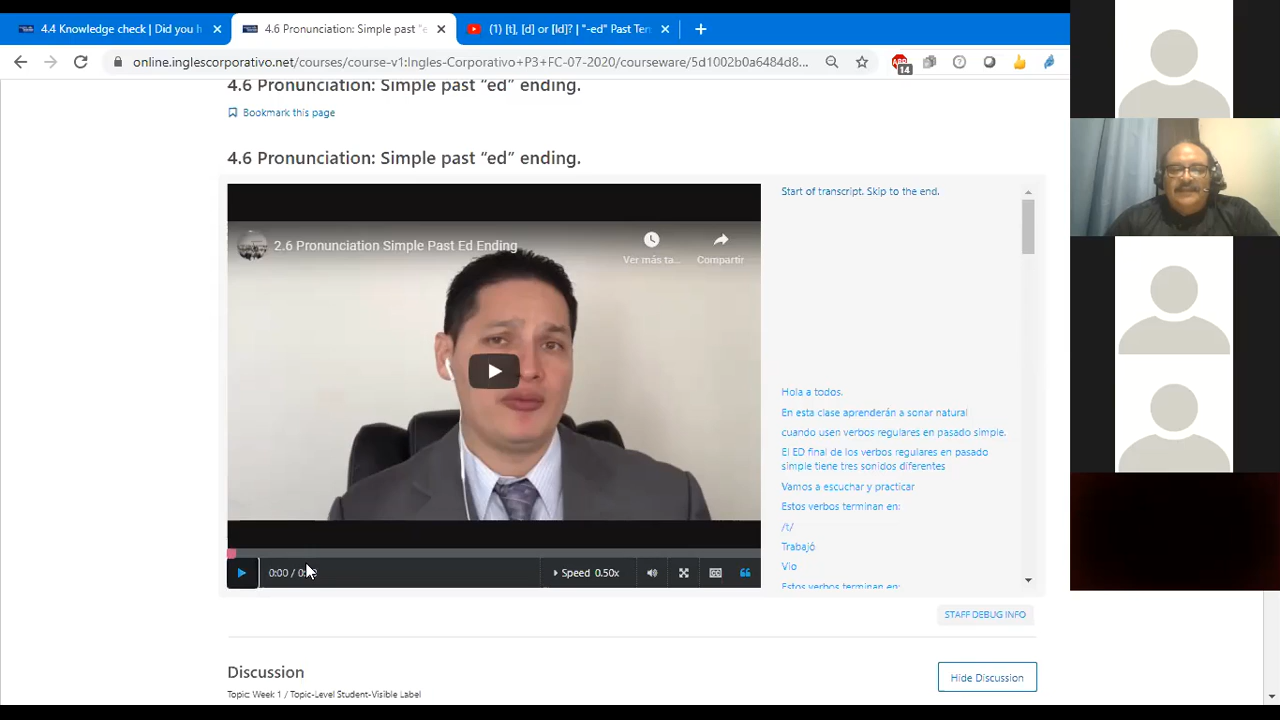 4.4 Knowledge check | Did you h
4.6 Pronunciation: Simple past "e
(1) [t], [d] or [Id]? | "-ed" Past Ten
online.inglescorporativo.net/courses/course-v1:Ingles-Corporativo+P3+FC-07-2020/courseware/5d1002b0a6484d8...
14
4.6 Pronunciation: Simple past “ed” ending.
Bookmark this page
4.6 Pronunciation: Simple past “ed” ending.
2.6 Pronunciation Simple Past Ed Ending
Ver más ta...
Compartir
0:00 / 0:
Speed 0.50x
Start of transcript. Skip to the end.
Hola a todos.
En esta clase aprenderán a sonar natural
cuando usen verbos regulares en pasado simple.
El ED final de los verbos regulares en pasado
simple tiene tres sonidos diferentes
Vamos a escuchar y practicar
Estos verbos terminan en:
/t/
Trabajó
Vio
Estos verbos terminan en:
STAFF DEBUG INFO
Discussion
Topic: Week 1 / Topic-Level Student-Visible Label
Hide Discussion